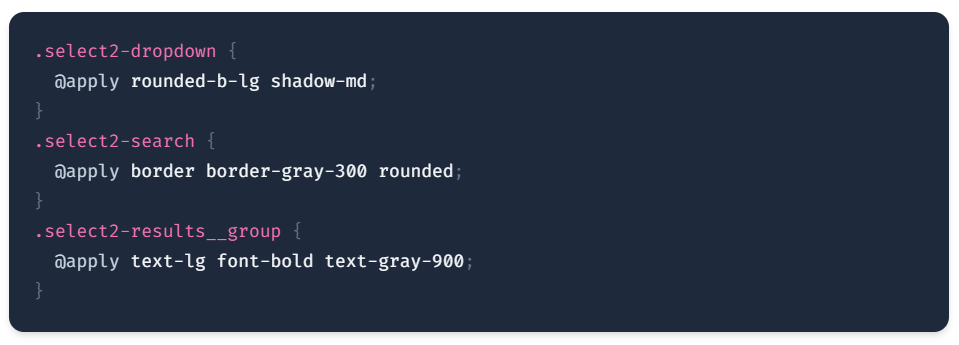 .select2-dropdown {
  @apply rounded-b-lg shadow-md;
}
.select2-search {
  @apply border border-gray-300 rounded;
}
.select2-results__group {
  @apply text-lg font-bold text-gray-900;
}